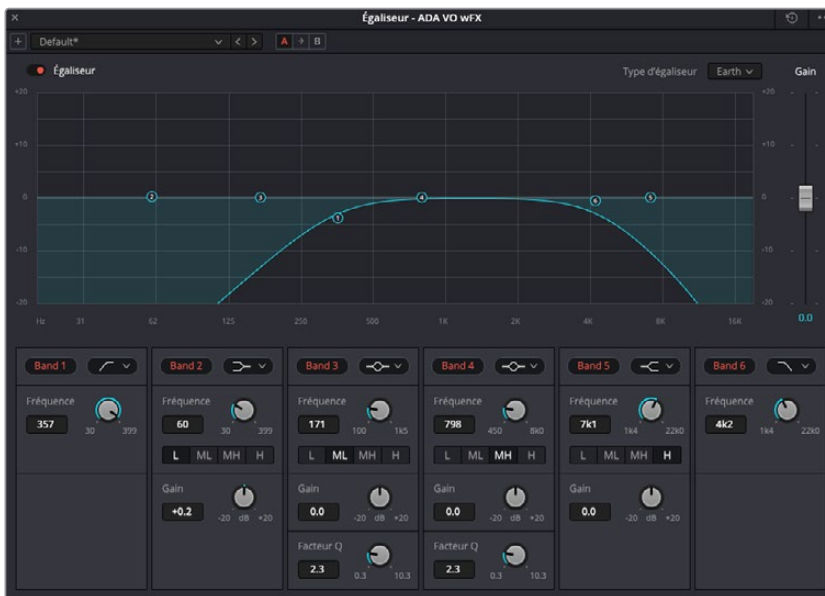 Égaliseur - ADA VO wFX
Default*
A B
Égaliseur
Type d'égaliseur Earth Gain
+20 +20
+10 +10
0 0
-10 -10
-20 -20
Hz 31 62 125 250 500 1K 2K 4K 8K 16K 0.0
2 3 1 4 6 5
Band 1 Band 2 Band 3 Band 4 Band 5 Band 6
Fréquence Fréquence Fréquence Fréquence Fréquence Fréquence
357 60 171 798 7k1 4k2
30 399 30 399 100 1k5 450 8k0 1k4 22k0 1k4 22k0
L ML MH H L ML MH H L ML MH H L ML MH H
Gain Gain Gain Gain
+0.2 0.0 0.0 0.0
-20 dB +20 -20 dB +20 -20 dB +20 -20 dB +20
Facteur Q Facteur Q
2.3 2.3
0.3 10.3 0.3 10.3